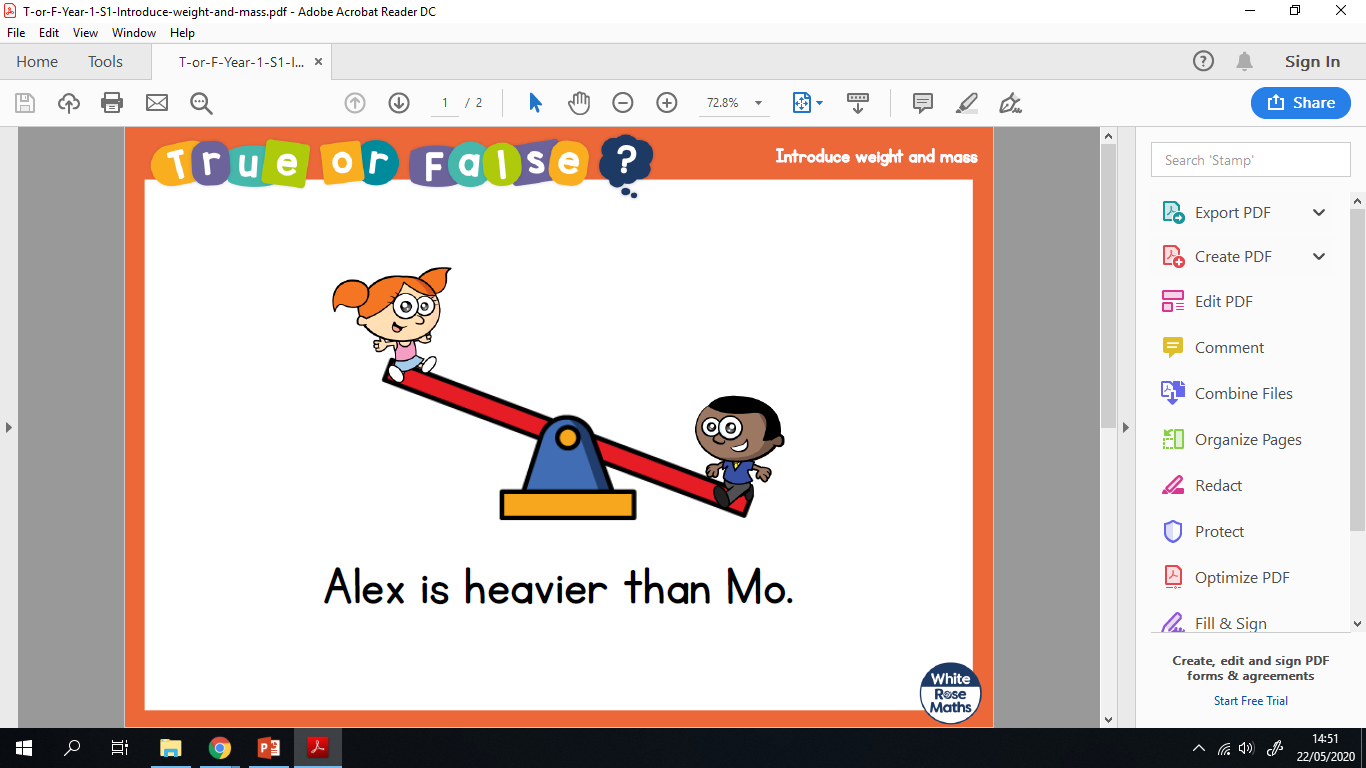 T-or-F-Year-1-S1-Introduce-weight-and-mass.pdf - Adobe Acrobat Reader DC
File Edit View Window Help
Home Tools T-or-F-Year-1-S1-I... Sign In
1 / 2 72.8% Share
True or False ?
Introduce weight and mass
Alex is heavier than Mo.
White
Rose
Maths
Search 'Stamp'
Export PDF
Create PDF
Edit PDF
Comment
Combine Files
Organize Pages
Redact
Protect
Optimize PDF
Fill & Sign
Create, edit and sign PDF
forms & agreements
Start Free Trial
14:51
22/05/2020